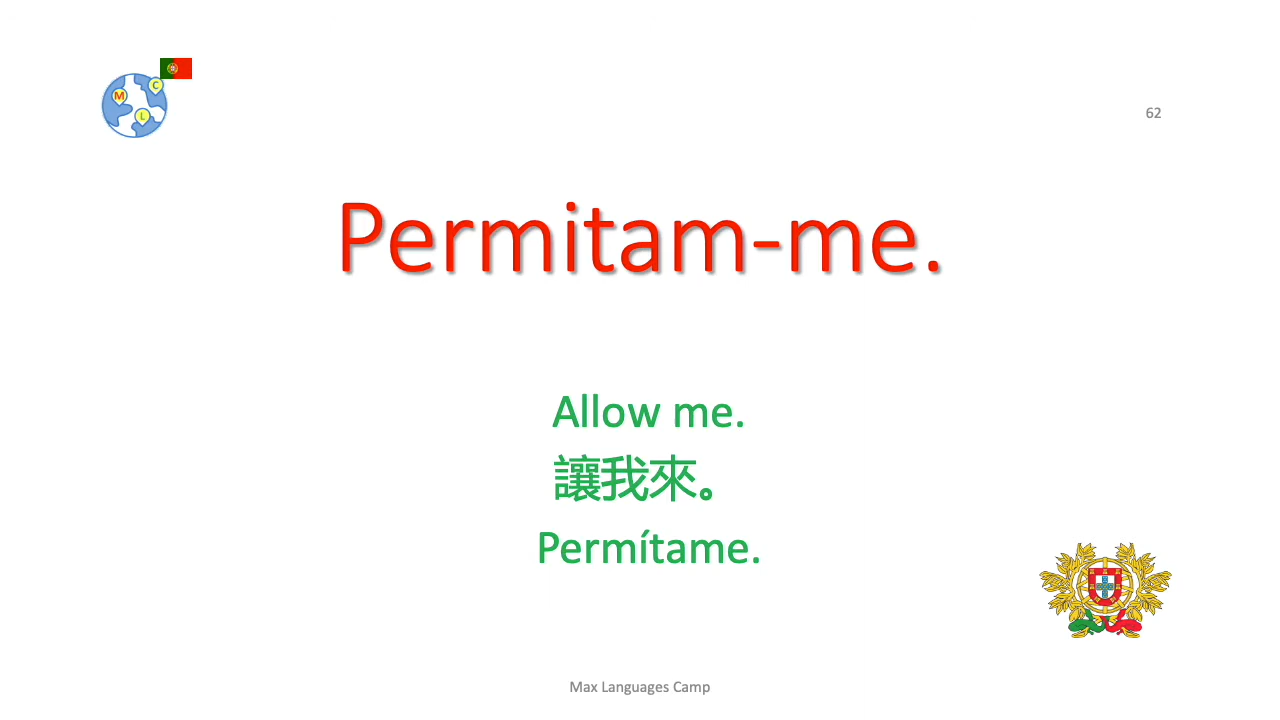 M C L
62
Permitam-me.
Allow me.
讓我來。
Permítame.
Max Languages Camp